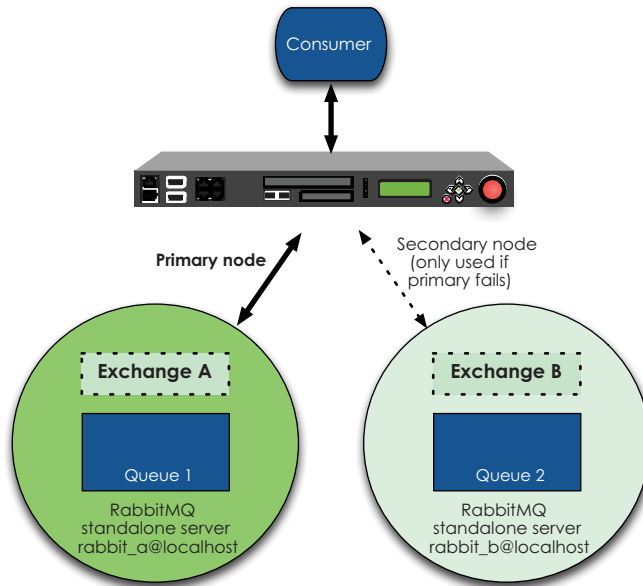 Consumer
Primary node
Secondary node
(only used if
primary fails)
Exchange A
Queue 1
RabbitMQ
standalone server
rabbit_a@localhost
Exchange B
Queue 2
RabbitMQ
standalone server
rabbit_b@localhost